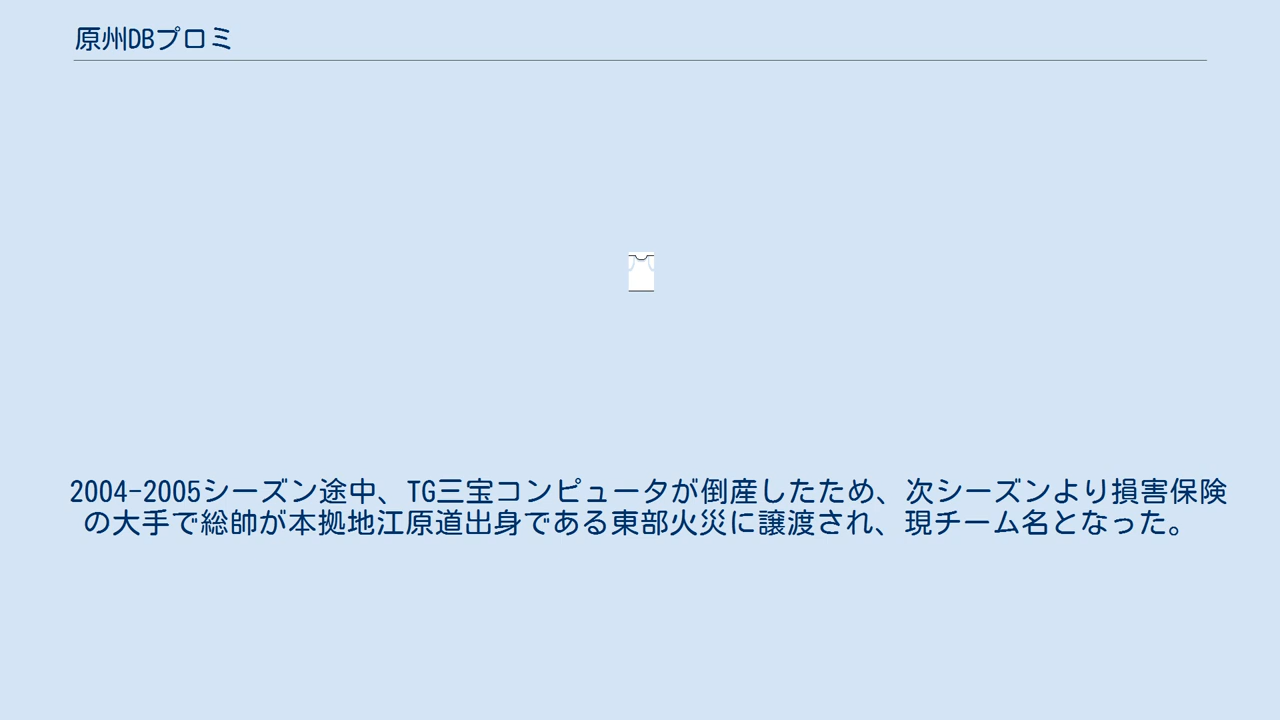 原州DBプロミ
2004-2005シーズン途中、TG三宝コンピュータが倒産したため、次シーズンより損害保険
の大手で総帥が本拠地江原道出身である東部火災に譲渡され、現チーム名となった。